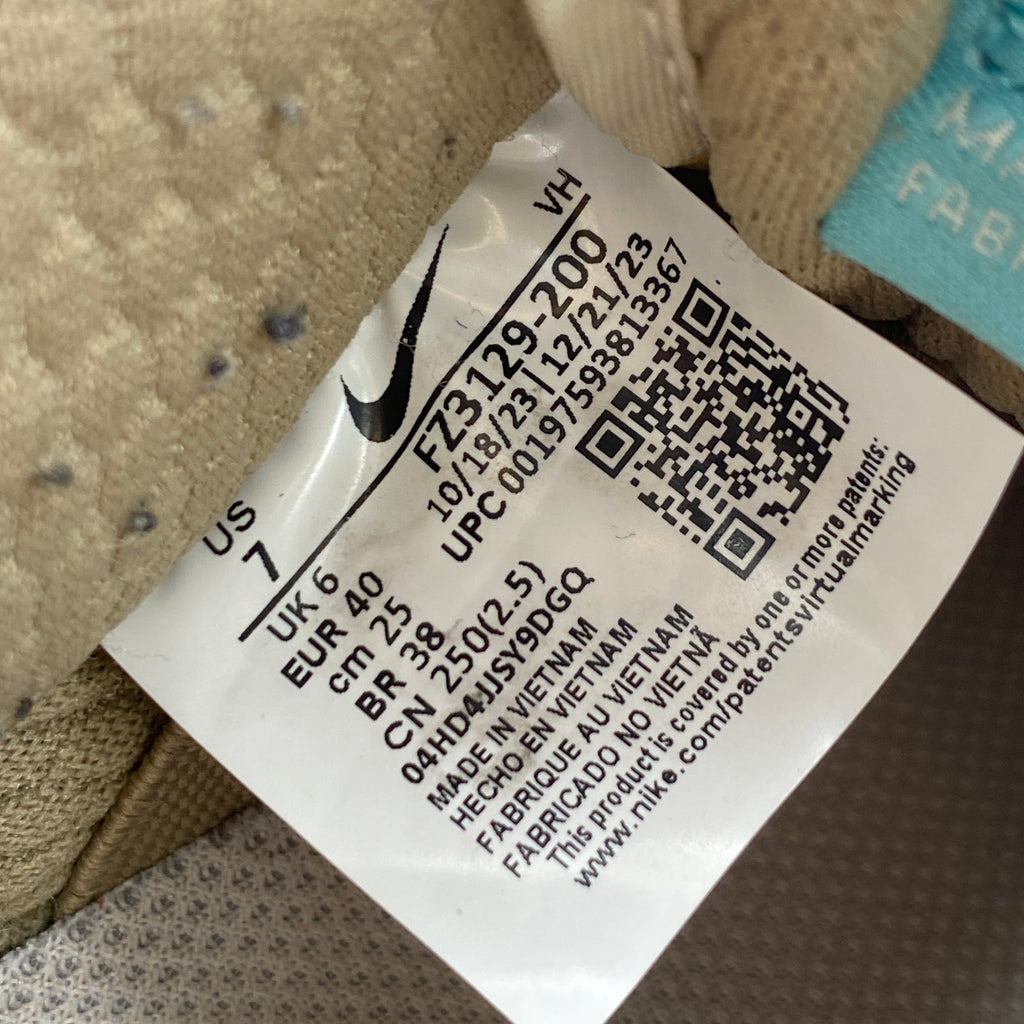 VH
FZ3129-200
10/18/23|12/21/23
UPC 00197593813367
US
7
UK 6
EUR 40
cm 25
BR 38
CN 250(2.5)
04HD4JJSY9DGQ
MADE IN VIETNAM
HECHO EN VIETNAM
FABRIQUE AU VIETNAM
FABRICADO NO VIETNÃ
This product is covered by one or more patents:
www.nike.com/patentsvirtualmarking